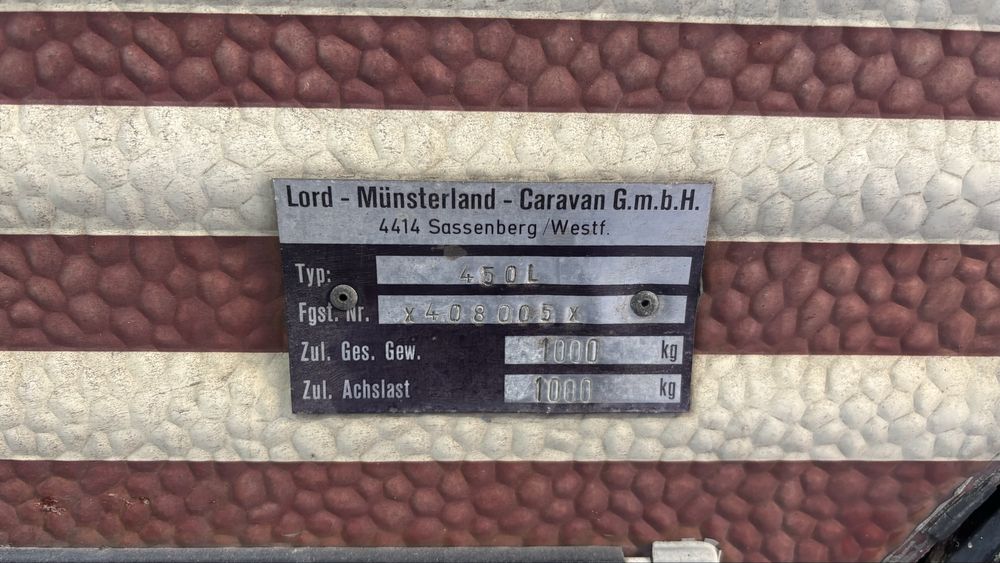 Lord - Münsterland - Caravan G.m.b.H.
4414 Sassenberg /Westf.
Typ: 450L
Fgst. Nr. x408005x
Zul. Ges. Gew. 1000 kg
Zul. Achslast 1000 kg